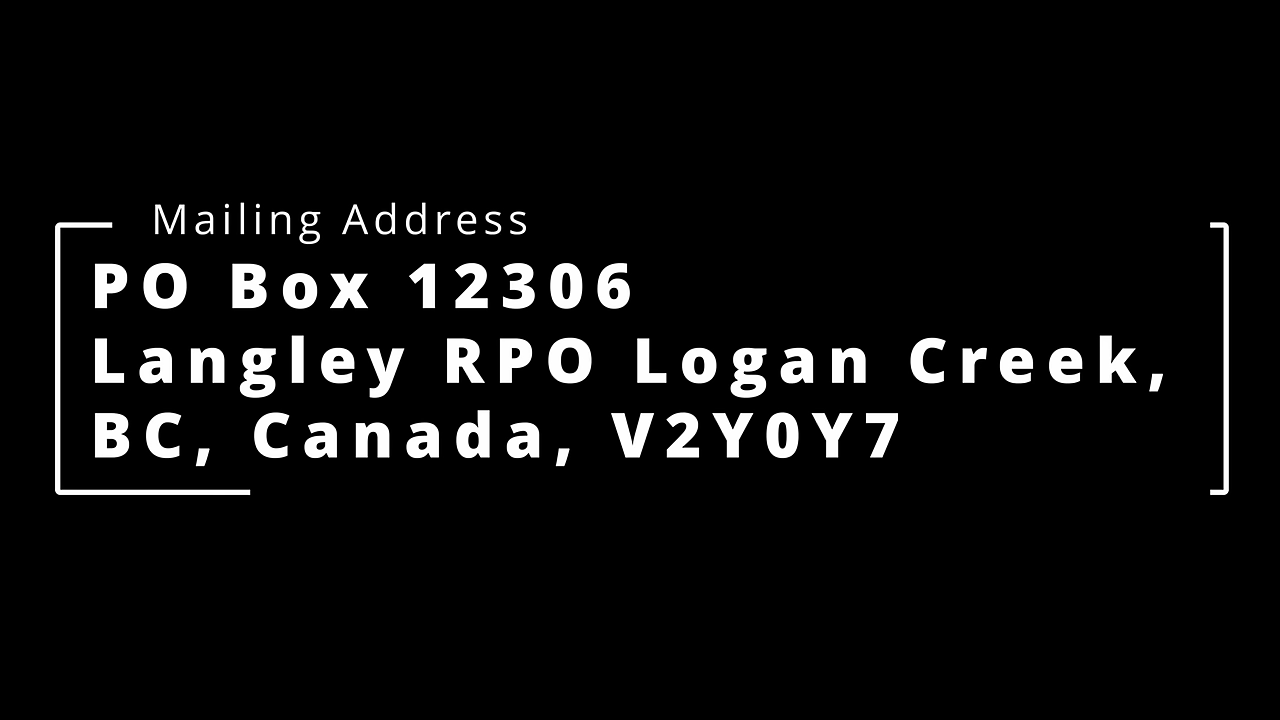 Mailing Address
PO Box 12306
Langley RPO Logan Creek,
BC, Canada, V2Y0Y7